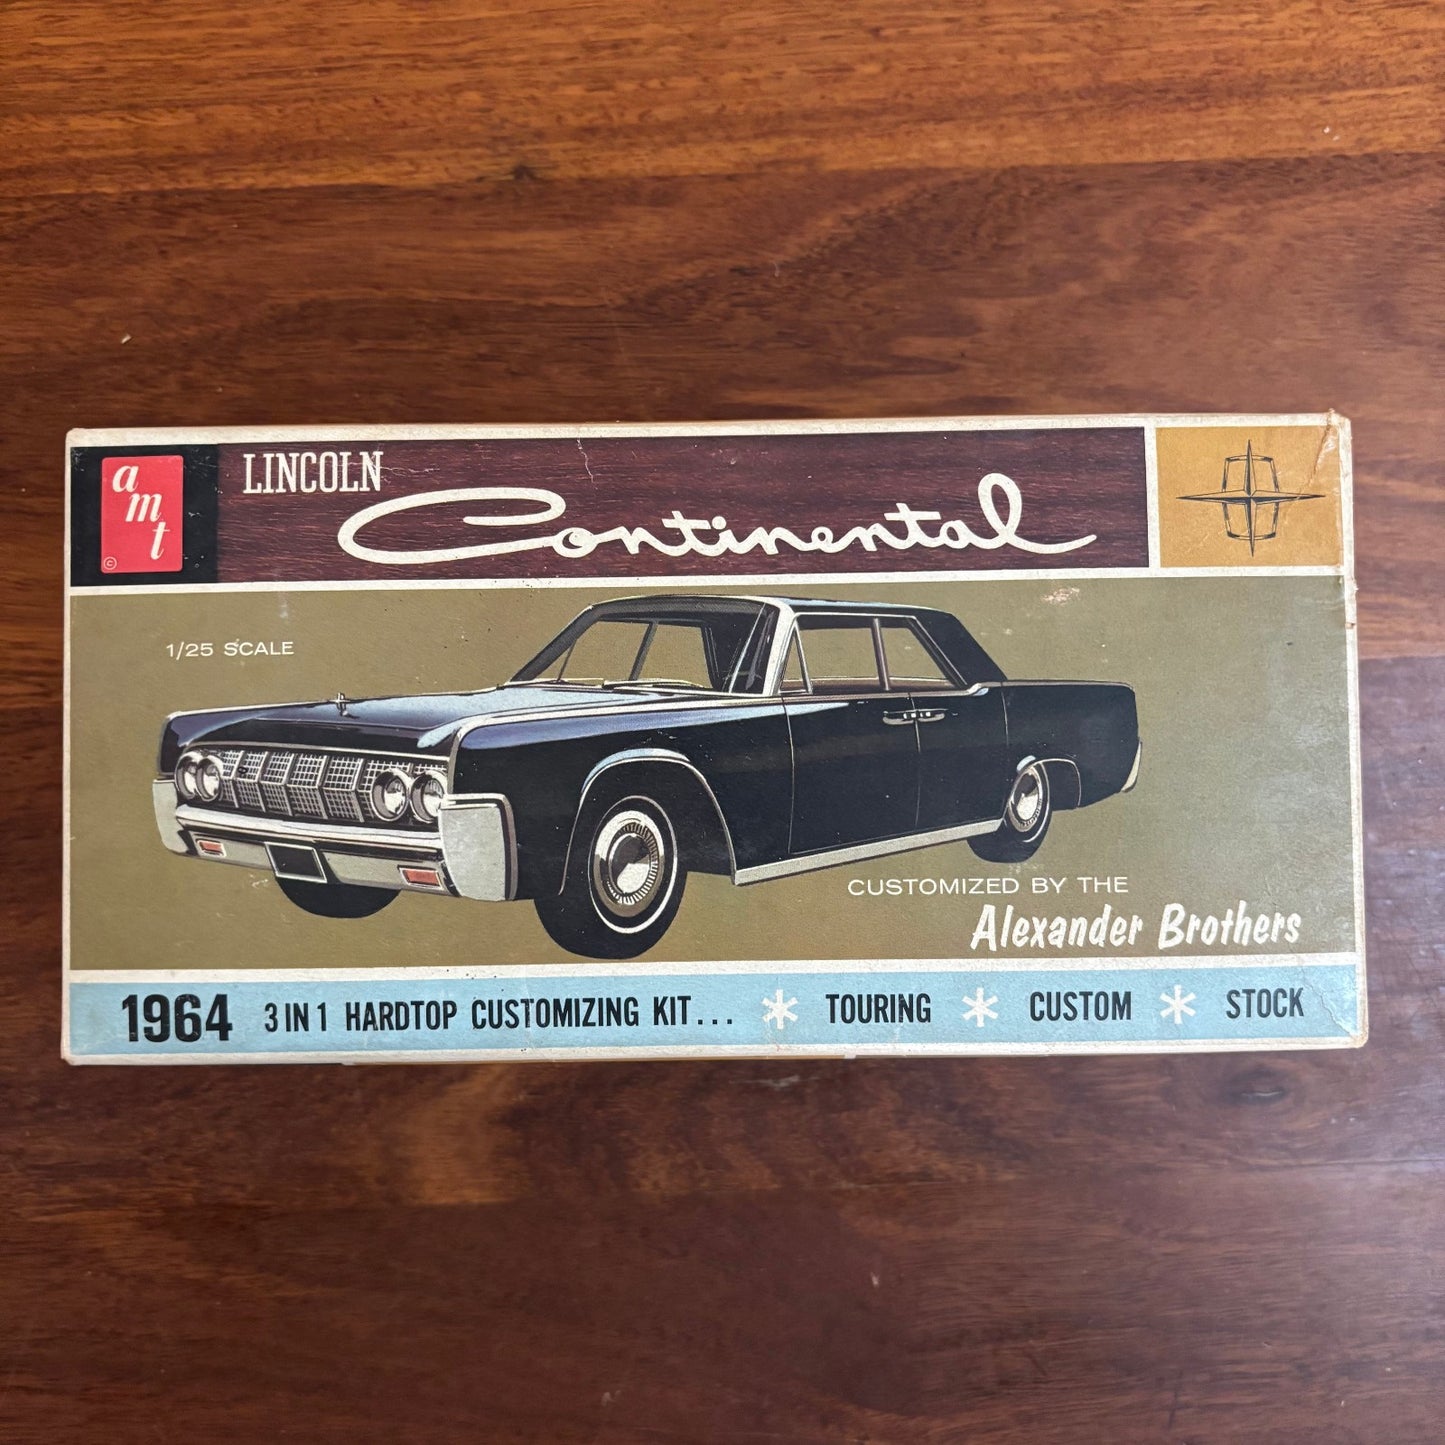 amt
©
LINCOLN
Continental
1/25 SCALE
CUSTOMIZED BY THE
Alexander Brothers
1964 3 IN 1 HARDTOP CUSTOMIZING KIT... * TOURING * CUSTOM * STOCK